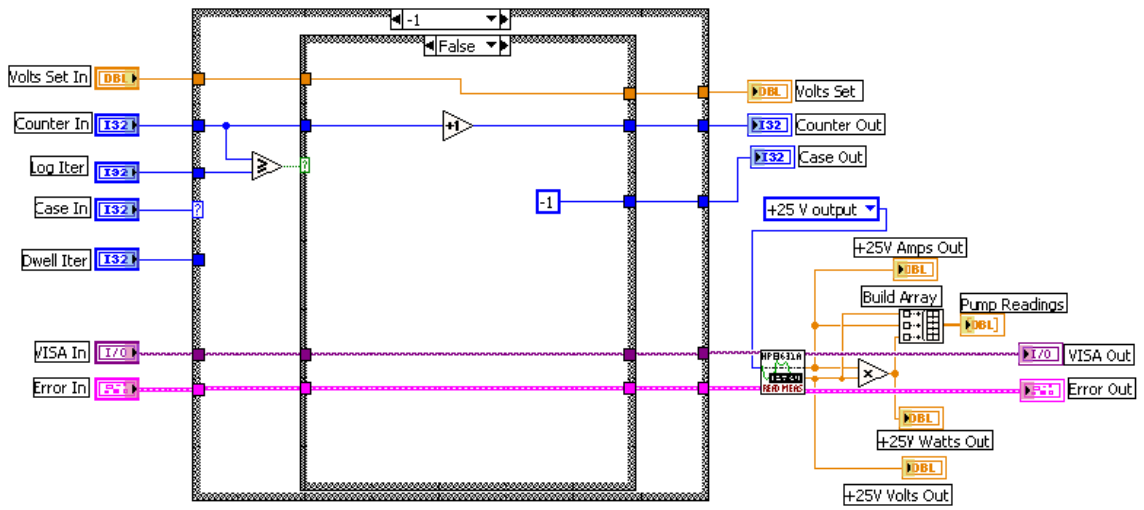 -1
False
Volts Set In
DBL
DBL
Volts Set
Counter In
I32
+1
I32
Counter Out
Log Iter
I32
≥
?
I32
Case Out
Case In
I32
?
-1
+25 V output
Dwell Iter
I32
+25V Amps Out
DBL
Build Array
Pump Readings
DBL]
VISA In
I/O
HPE3631A
I/O
VISA Out
Error In
x
READ MEAS
Error Out
DBL
+25V Watts Out
DBL
+25V Volts Out